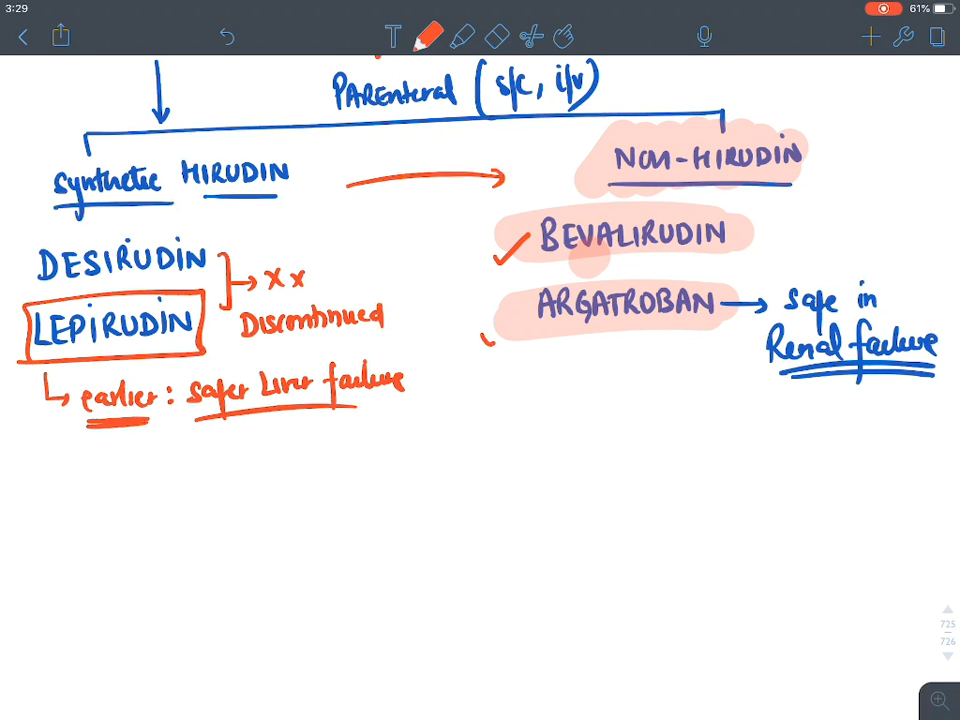 3:29
61%
T
PARENteral (s/c, i/v)
Synthetic HIRUDIN
NON-HIRUDIN
DESIRUDIN
BEVALIRUDIN
→ x x
Discontinued
LEPIRUDIN
ARGATROBAN → Safe in
Renal failure
↳ earlier : safer Liver failure
725
726